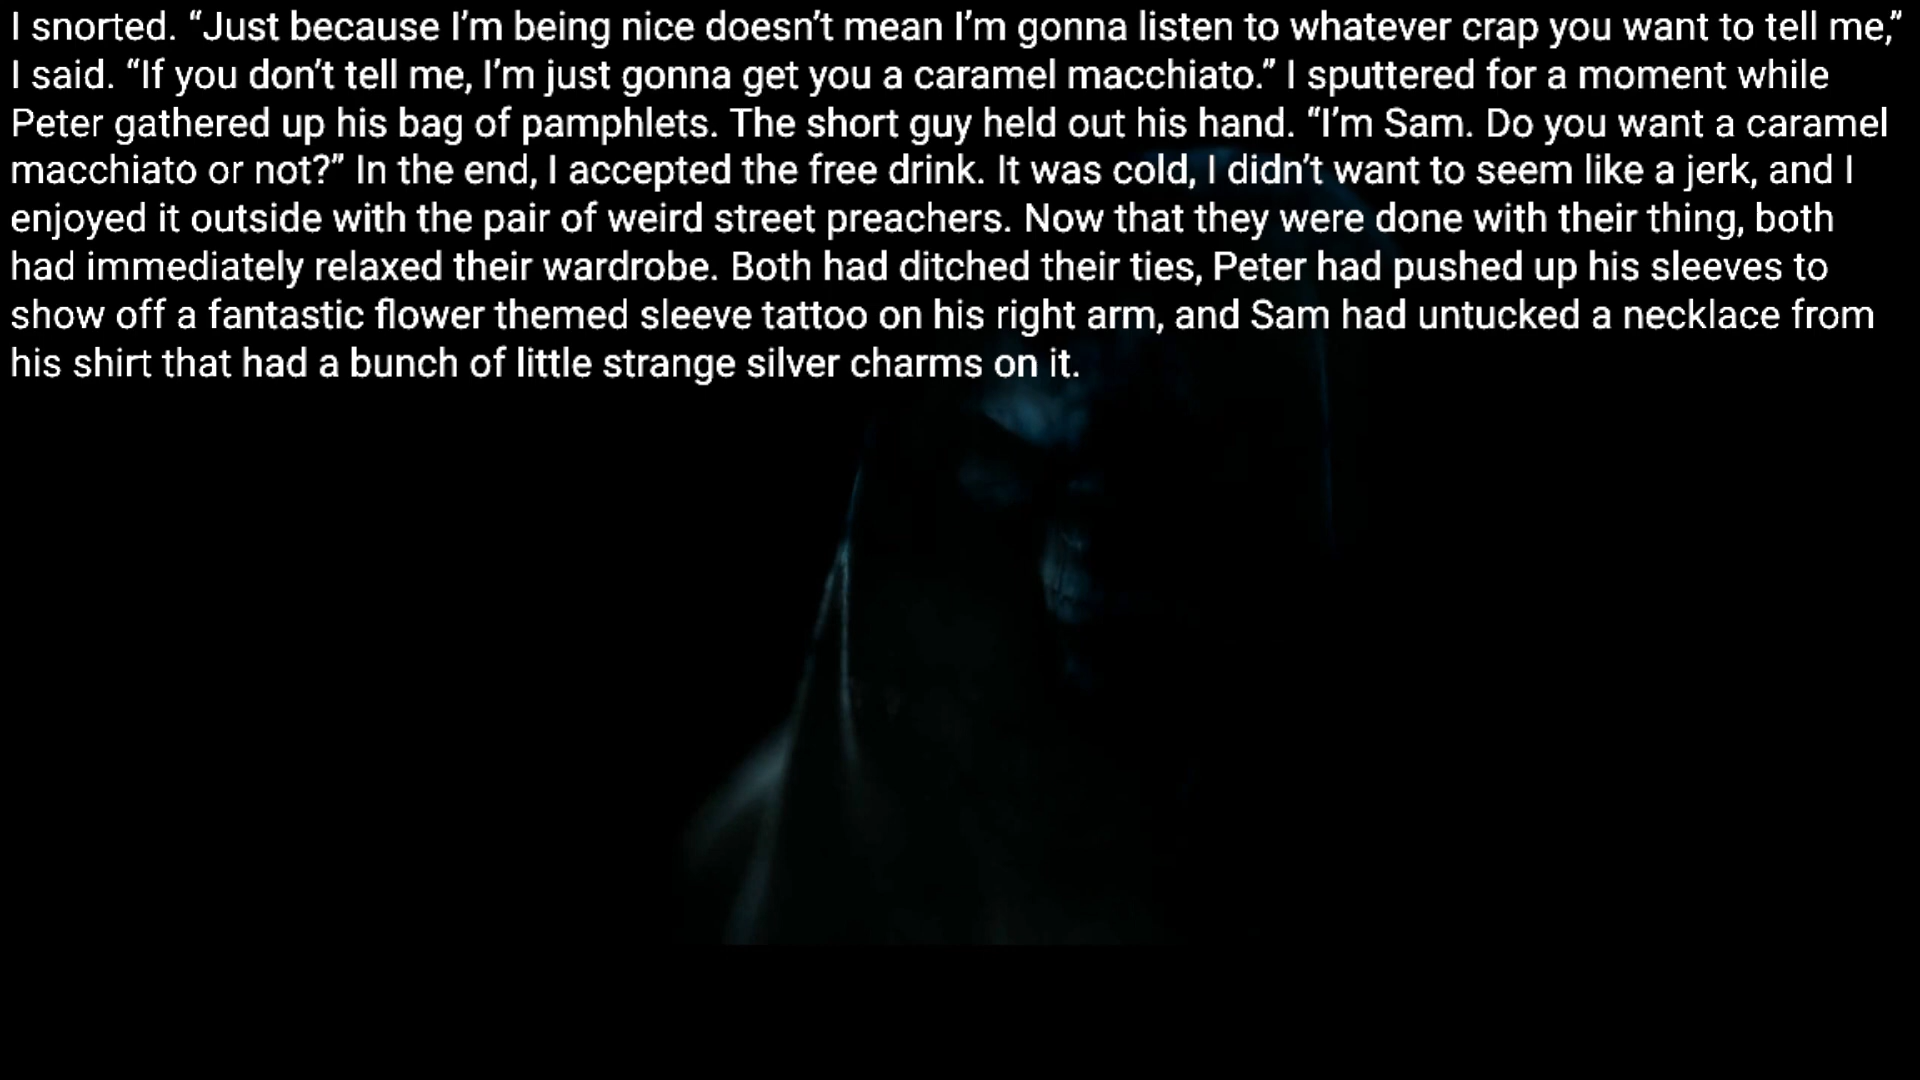 I snorted. “Just because I’m being nice doesn’t mean I’m gonna listen to whatever crap you want to tell me,”
I said. “If you don’t tell me, I’m just gonna get you a caramel macchiato.” I sputtered for a moment while
Peter gathered up his bag of pamphlets. The short guy held out his hand. “I’m Sam. Do you want a caramel
macchiato or not?” In the end, I accepted the free drink. It was cold, I didn’t want to seem like a jerk, and I
enjoyed it outside with the pair of weird street preachers. Now that they were done with their thing, both
had immediately relaxed their wardrobe. Both had ditched their ties, Peter had pushed up his sleeves to
show off a fantastic flower themed sleeve tattoo on his right arm, and Sam had untucked a necklace from
his shirt that had a bunch of little strange silver charms on it.